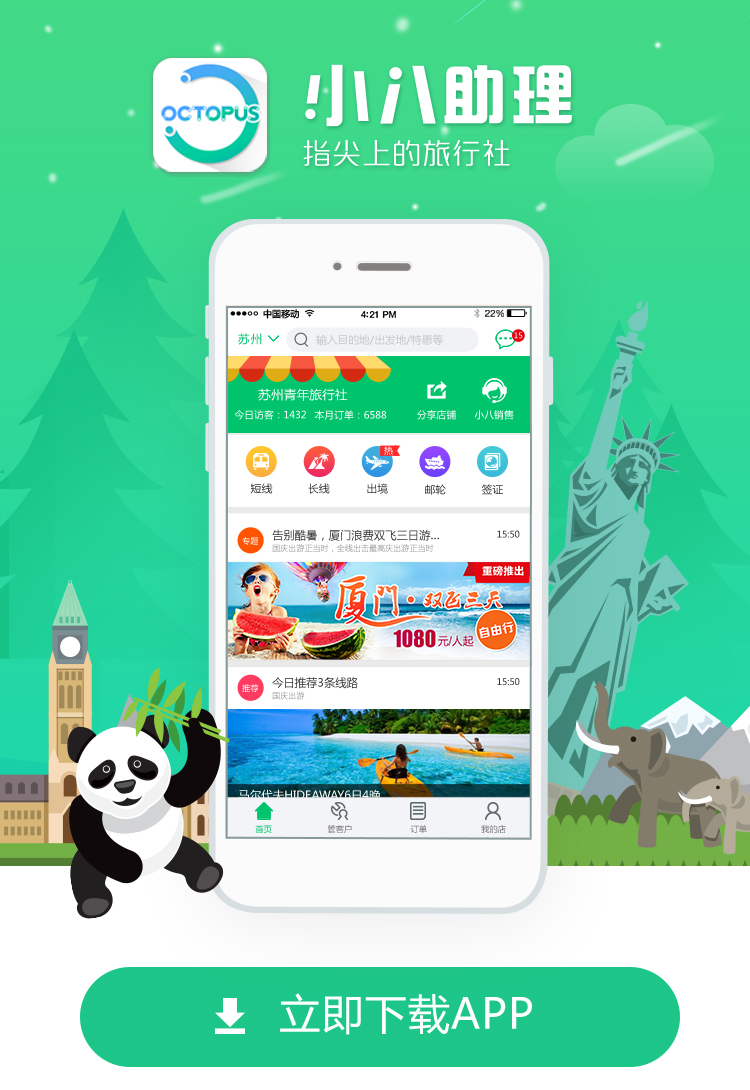 OCTOPUS
小八助理
指尖上的旅行社
中国移动
4:21 PM
22%
苏州
输入目的地/出发地/特惠等
15
苏州青年旅行社
今日访客：1432 本月订单：6588
分享店铺
小八销售
热
短线
长线
出境
邮轮
签证
专题
告别酷暑，厦门浪费双飞三日游...
15:50
国庆出游正当时，全线出击最高庆出游正当时
重磅推出
厦门·双飞三天
1080元/人起
自由行
推荐
今日推荐3条线路
15:50
国庆出游
马尔代夫HIDEAWAY6日4晚
首页
管客户
订单
我的店
立即下载APP